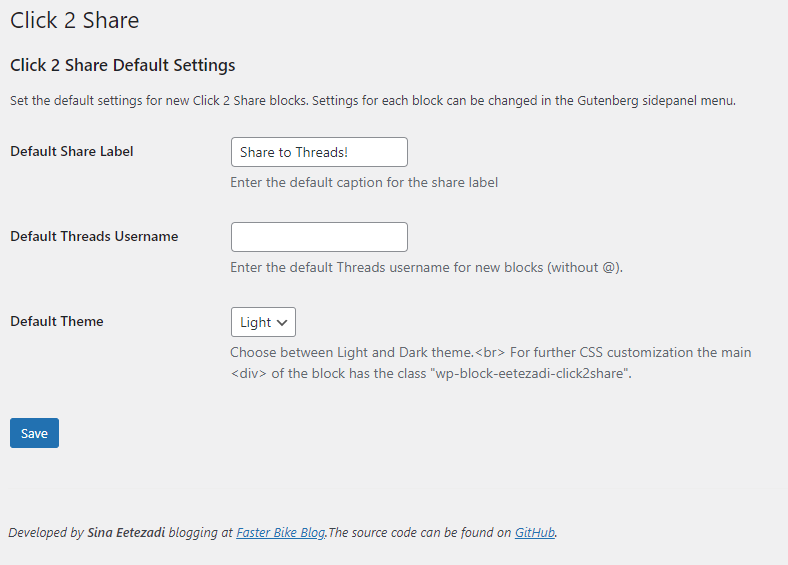 Click 2 Share
Click 2 Share Default Settings
Set the default settings for new Click 2 Share blocks. Settings for each block can be changed in the Gutenberg sidepanel menu.
Default Share Label
Share to Threads!
Enter the default caption for the share label
Default Threads Username
Enter the default Threads username for new blocks (without @).
Default Theme
Light
Choose between Light and Dark theme.<br> For further CSS customization the main
<div> of the block has the class "wp-block-eetezadi-click2share".
Save
Developed by Sina Eetezadi blogging at Faster Bike Blog.The source code can be found on GitHub.